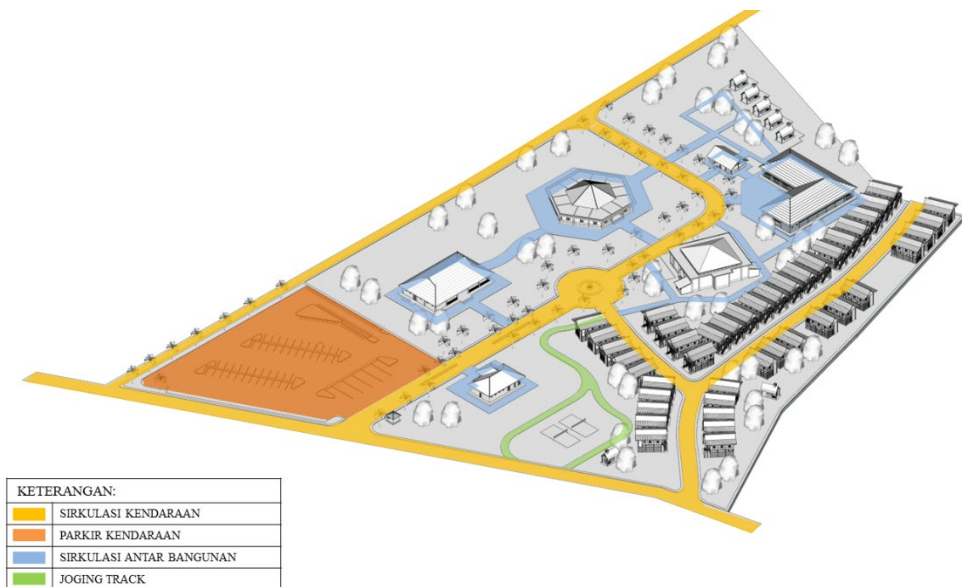 KETERANGAN:
SIRKULASI KENDARAAN
PARKIR KENDARAAN
SIRKULASI ANTAR BANGUNAN
JOGING TRACK